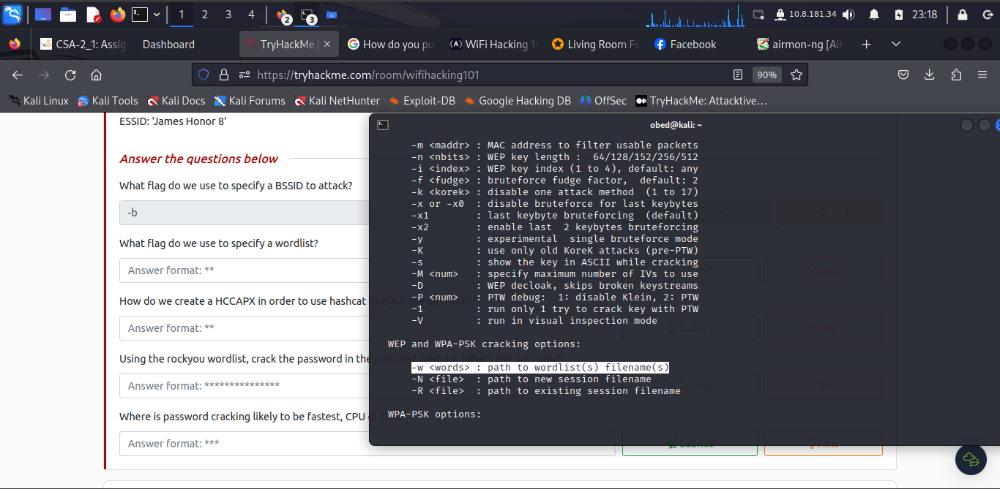 1 2 3 4 2 3 10.8.181.34 23:18
CSA-2_1: Assig Dashboard TryHackMe | How do you pu WiFi Hacking 1 Living Room Fu Facebook airmon-ng [Air
https://tryhackme.com/room/wifihacking101 90%
Kali Linux Kali Tools Kali Docs Kali Forums Kali NetHunter Exploit-DB Google Hacking DB OffSec TryHackMe: Attacktive…
ESSID: 'James Honor 8'
Answer the questions below
What flag do we use to specify a BSSID to attack?
-b
What flag do we use to specify a wordlist?
Answer format: **
How do we create a HCCAPX in order to use hashcat to crack the password?
Answer format: **
Submit
Hint
Using the rockyou wordlist, crack the password in the attached capture. What's the password?
Answer format: ***************
Submit
Hint
Where is password cracking likely to be fastest, CPU or
Answer format: ***
Submit
Hint
obed@kali: ~
-m <maddr> : MAC address to filter usable packets
-n <nbits> : WEP key length : 64/128/152/256/512
-i <index> : WEP key index (1 to 4), default: any
-f <fudge> : bruteforce fudge factor, default: 2
-k <korek> : disable one attack method (1 to 17)
-x or -x0 : disable bruteforce for last keybytes
-x1 : last keybyte bruteforcing (default)
-x2 : enable last 2 keybytes bruteforcing
-y : experimental single bruteforce mode
-K : use only old KoreK attacks (pre-PTW)
-s : show the key in ASCII while cracking
-M <num> : specify maximum number of IVs to use
-D : WEP decloak, skips broken keystreams
-P <num> : PTW debug: 1: disable Klein, 2: PTW
-1 : run only 1 try to crack key with PTW
-V : run in visual inspection mode
WEP and WPA-PSK cracking options:
-w <words> : path to wordlist(s) filename(s)
-N <file> : path to new session filename
-R <file> : path to existing session filename
WPA-PSK options: